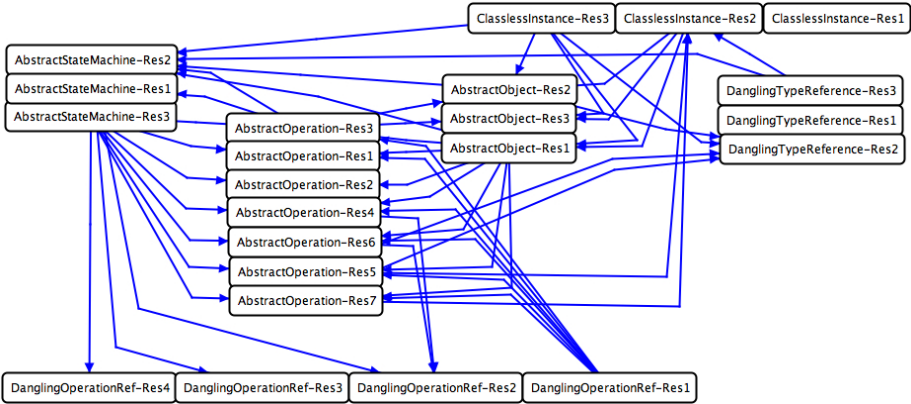 ClasslessInstance-Res3
ClasslessInstance-Res2
ClasslessInstance-Res1
AbstractStateMachine-Res2
AbstractStateMachine-Res1
AbstractStateMachine-Res3
AbstractObject-Res2
AbstractObject-Res3
AbstractObject-Res1
DanglingTypeReference-Res3
DanglingTypeReference-Res1
DanglingTypeReference-Res2
AbstractOperation-Res3
AbstractOperation-Res1
AbstractOperation-Res2
AbstractOperation-Res4
AbstractOperation-Res6
AbstractOperation-Res5
AbstractOperation-Res7
DanglingOperationRef-Res4
DanglingOperationRef-Res3
DanglingOperationRef-Res2
DanglingOperationRef-Res1